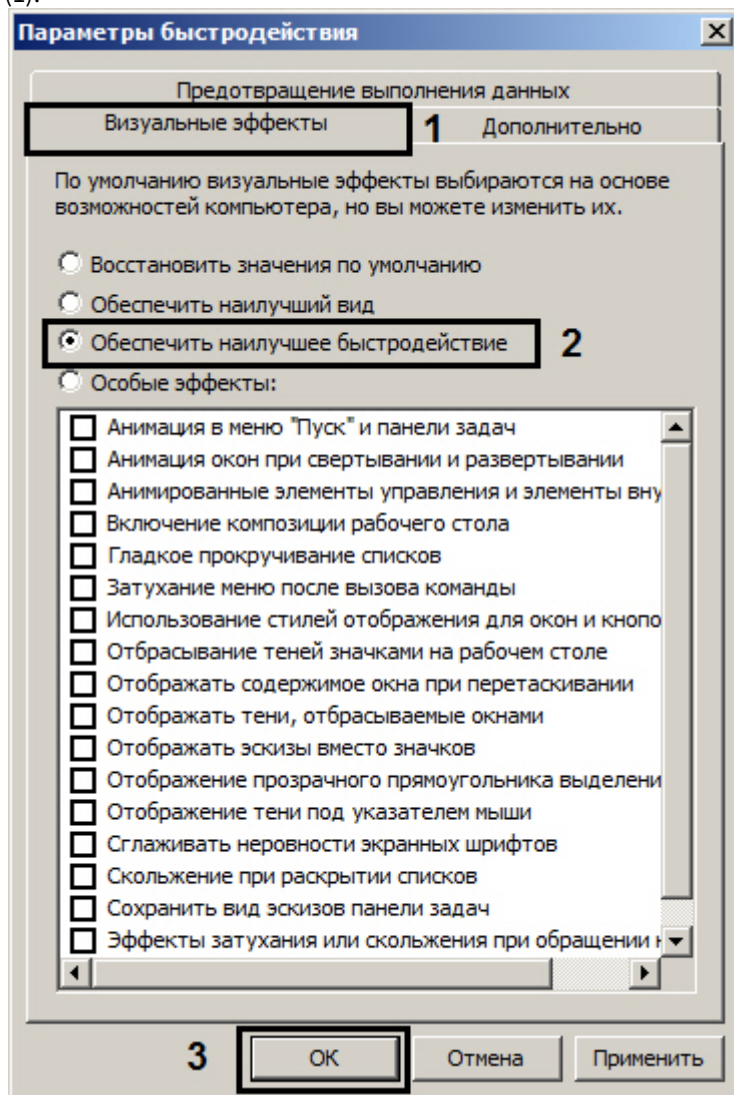 (2).
Параметры быстродействия
Предотвращение выполнения данных
Визуальные эффекты 1 Дополнительно
По умолчанию визуальные эффекты выбираются на основе
возможностей компьютера, но вы можете изменить их.
Восстановить значения по умолчанию
Обеспечить наилучший вид
Обеспечить наилучшее быстродействие 2
Особые эффекты:
Анимация в меню "Пуск" и панели задач
Анимация окон при свертывании и развертывании
Анимированные элементы управления и элементы вну
Включение композиции рабочего стола
Гладкое прокручивание списков
Затухание меню после вызова команды
Использование стилей отображения для окон и кнопо
Отбрасывание теней значками на рабочем столе
Отображать содержимое окна при перетаскивании
Отображать тени, отбрасываемые окнами
Отображать эскизы вместо значков
Отображение прозрачного прямоугольника выделени
Отображение тени под указателем мыши
Сглаживать неровности экранных шрифтов
Скольжение при раскрытии списков
Сохранить вид эскизов панели задач
Эффекты затухания или скольжения при обращении
3 ОК Отмена Применить